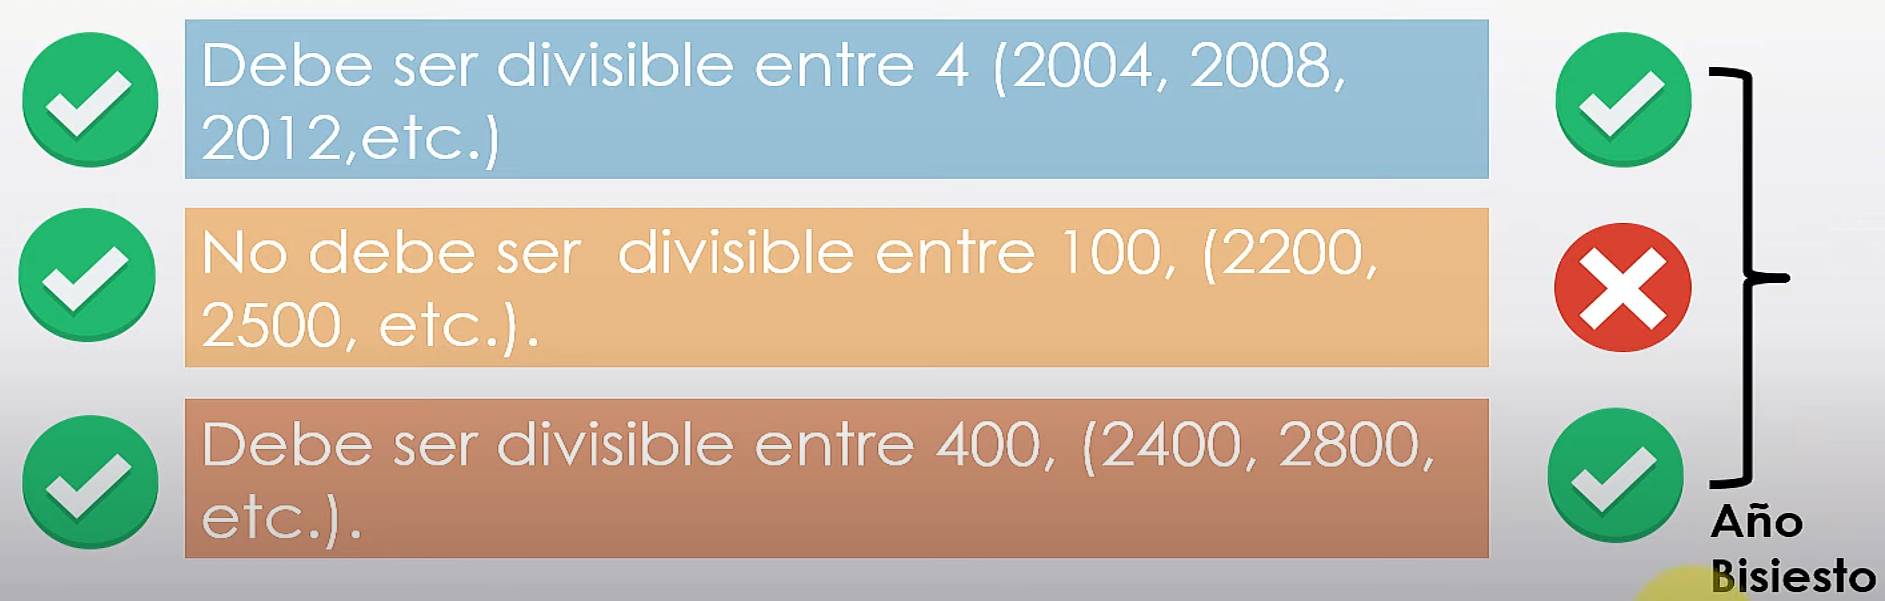 Debe ser divisible entre 4 (2004, 2008,
2012,etc.)
No debe ser  divisible entre 100, (2200,
2500, etc.).
Debe ser divisible entre 400, (2400, 2800,
etc.).
Año
Bisiesto